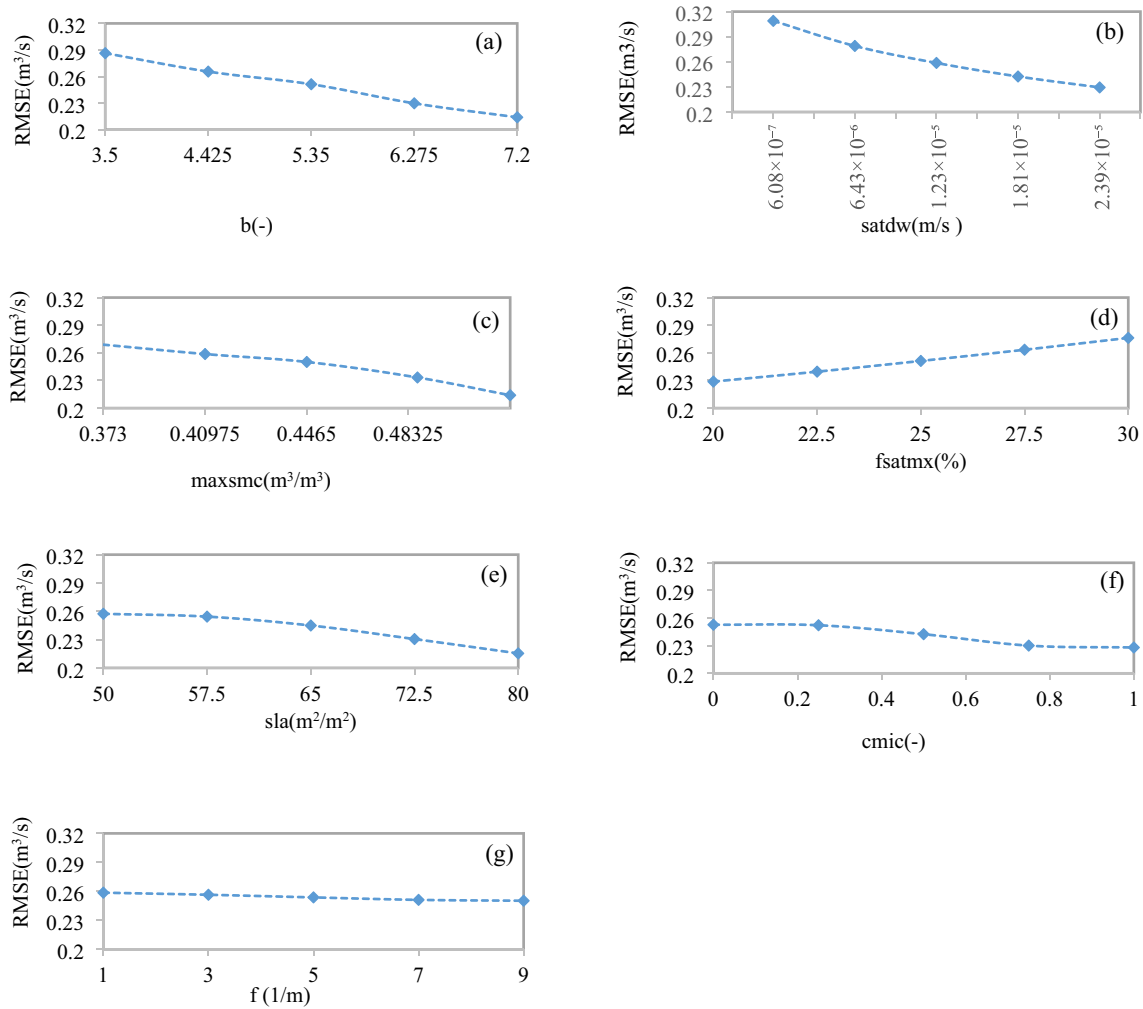 (a)
RMSE(m³/s)
0.32
0.29
0.26
0.23
0.2
3.5 4.425 5.35 6.275 7.2
b(-)
(b)
RMSE(m3/s)
0.32
0.29
0.26
0.23
0.2
6.08×10⁻⁷ 6.43×10⁻⁶ 1.23×10⁻⁵ 1.81×10⁻⁵ 2.39×10⁻⁵
satdw(m/s )
(c)
RMSE(m³/s)
0.32
0.29
0.26
0.23
0.2
0.373 0.40975 0.4465 0.48325
maxsmc(m³/m³)
(d)
RMSE(m³/s)
0.32
0.29
0.26
0.23
0.2
20 22.5 25 27.5 30
fsatmx(%)
(e)
RMSE(m³/s)
0.32
0.29
0.26
0.23
0.2
50 57.5 65 72.5 80
sla(m²/m²)
(f)
RMSE(m³/s)
0.32
0.29
0.26
0.23
0.2
0 0.2 0.4 0.6 0.8 1
cmic(-)
(g)
RMSE(m³/s)
0.32
0.29
0.26
0.23
0.2
1 3 5 7 9
f (1/m)